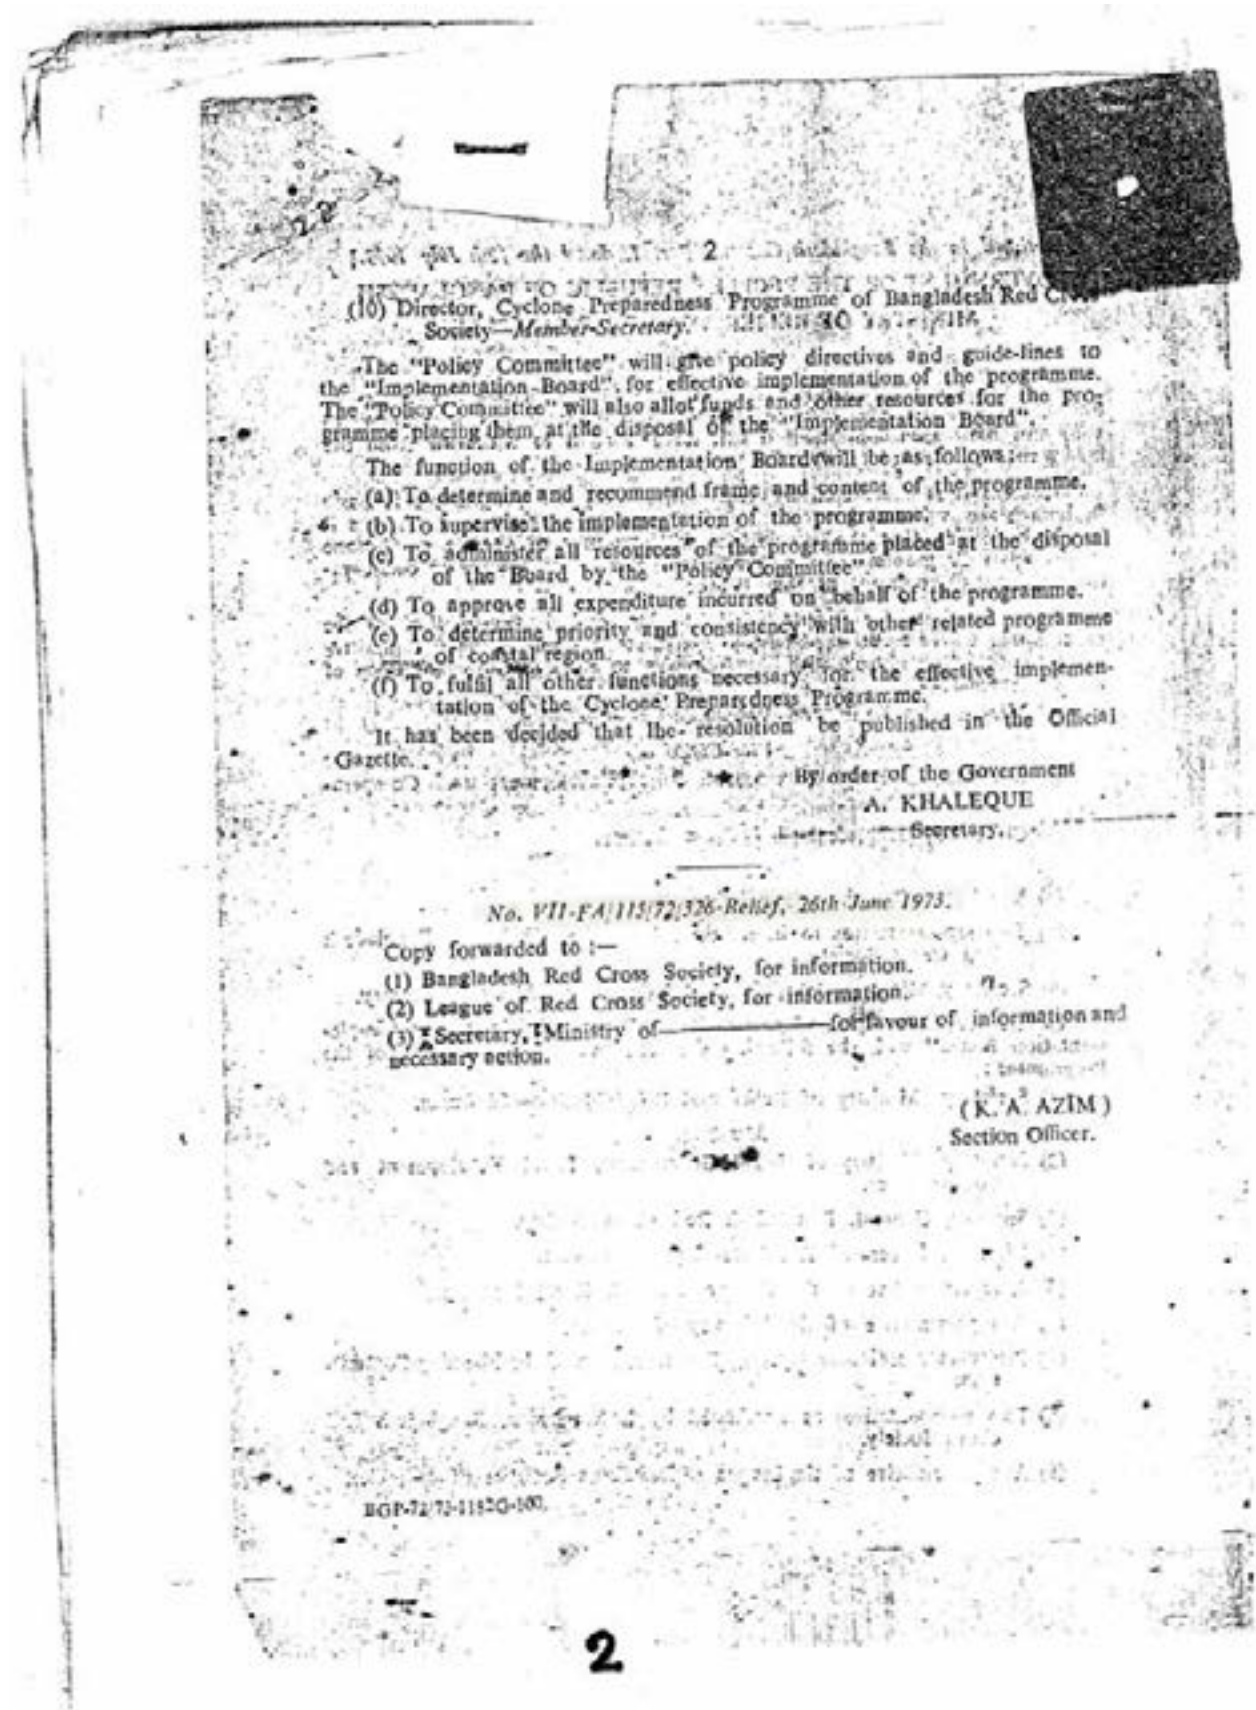 2
(10) Director, Cyclone Preparedness Programme of Bangladesh Red
Society—Member-Secretary.
The "Policy Committee" will give policy directives and guide-lines to
the "Implementation Board" for effective implementation of the programme.
The "Policy Committee" will also allot funds and other resources for the pro-
gramme placing them at the disposal of the "Implementation Board".
The function of the Implementation Board will be as follows:
(a) To determine and recommend frame and content of the programme.
(b) To supervise the implementation of the programme.
(c) To administer all resources of the programme placed at the disposal
of the Board by the "Policy Committee"
(d) To approve all expenditure incurred on behalf of the programme.
(e) To determine priority and consistency with other related programme
of coastal region.
(f) To fulfil all other functions necessary for the effective implemen-
tation of the Cyclone Preparedness Programme.
It has been decided that the resolution be published in the Official
Gazette.
By order of the Government
A. KHALEQUE
Secretary.
No. VII-FA/115/72/326-Relief, 26th June 1973.
Copy forwarded to :—
(1) Bangladesh Red Cross Society, for information.
(2) League of Red Cross Society, for information.
(3) Secretary, Ministry of————for favour of information and
necessary action.
(K. A. AZIM)
Section Officer.
BGP-72/73-1182G-100.
2